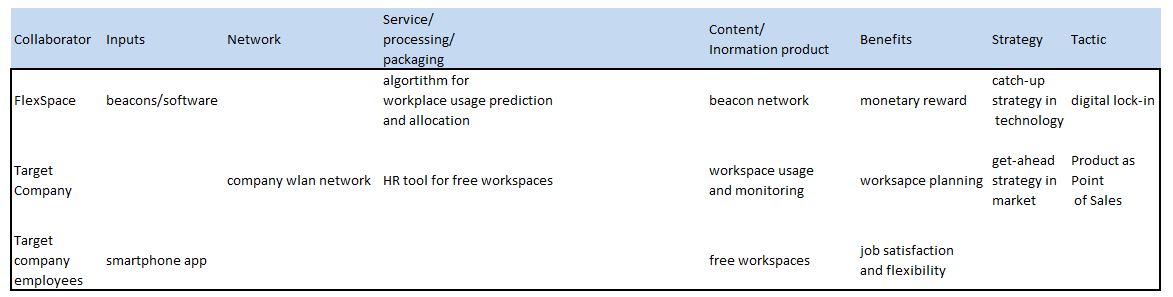 Collaborator Inputs Network Service/ processing/ packaging Content/ Inormation product Benefits Strategy Tactic
FlexSpace beacons/software algortithm for workplace usage prediction and allocation beacon network monetary reward catch-up strategy in technology digital lock-in
Target Company company wlan network HR tool for free workspaces workspace usage and monitoring worksapce planning get-ahead strategy in market Product as Point of Sales
Target company employees smartphone app free workspaces job satisfaction and flexibility